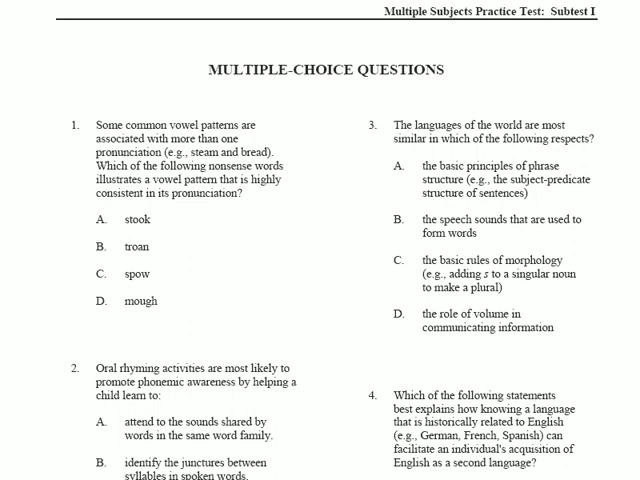 Multiple Subjects Practice Test: Subtest I
MULTIPLE-CHOICE QUESTIONS
1. Some common vowel patterns are
associated with more than one
pronunciation (e.g., steam and bread).
Which of the following nonsense words
illustrates a vowel pattern that is highly
consistent in its pronunciation?
A. stook
B. troan
C. spow
D. mough
2. Oral rhyming activities are most likely to
promote phonemic awareness by helping a
child learn to:
A. attend to the sounds shared by
words in the same word family.
B. identify the junctures between
syllables in spoken words.
3. The languages of the world are most
similar in which of the following respects?
A. the basic principles of phrase
structure (e.g., the subject-predicate
structure of sentences)
B. the speech sounds that are used to
form words
C. the basic rules of morphology
(e.g., adding s to a singular noun
to make a plural)
D. the role of volume in
communicating information
4. Which of the following statements
best explains how knowing a language
that is historically related to English
(e.g., German, French, Spanish) can
facilitate an individual's acquisition of
English as a second language?